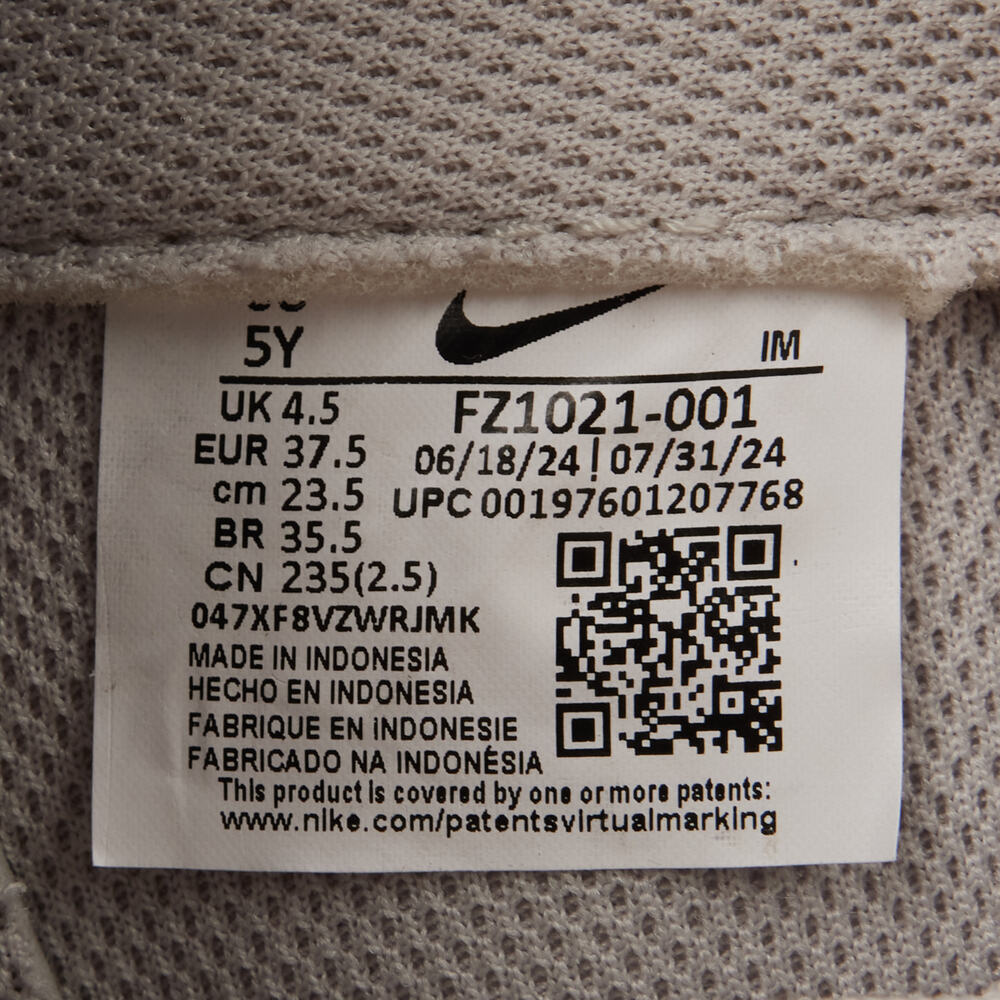 5Y
IM
UK 4.5
FZ1021-001
EUR 37.5
06/18/24 | 07/31/24
cm 23.5
UPC 00197601207768
BR 35.5
CN 235(2.5)
047XF8VZWRJMK
MADE IN INDONESIA
HECHO EN INDONESIA
FABRIQUE EN INDONESIE
FABRICADO NA INDONÉSIA
This product is covered by one or more patents:
www.nike.com/patentsvirtualmarking